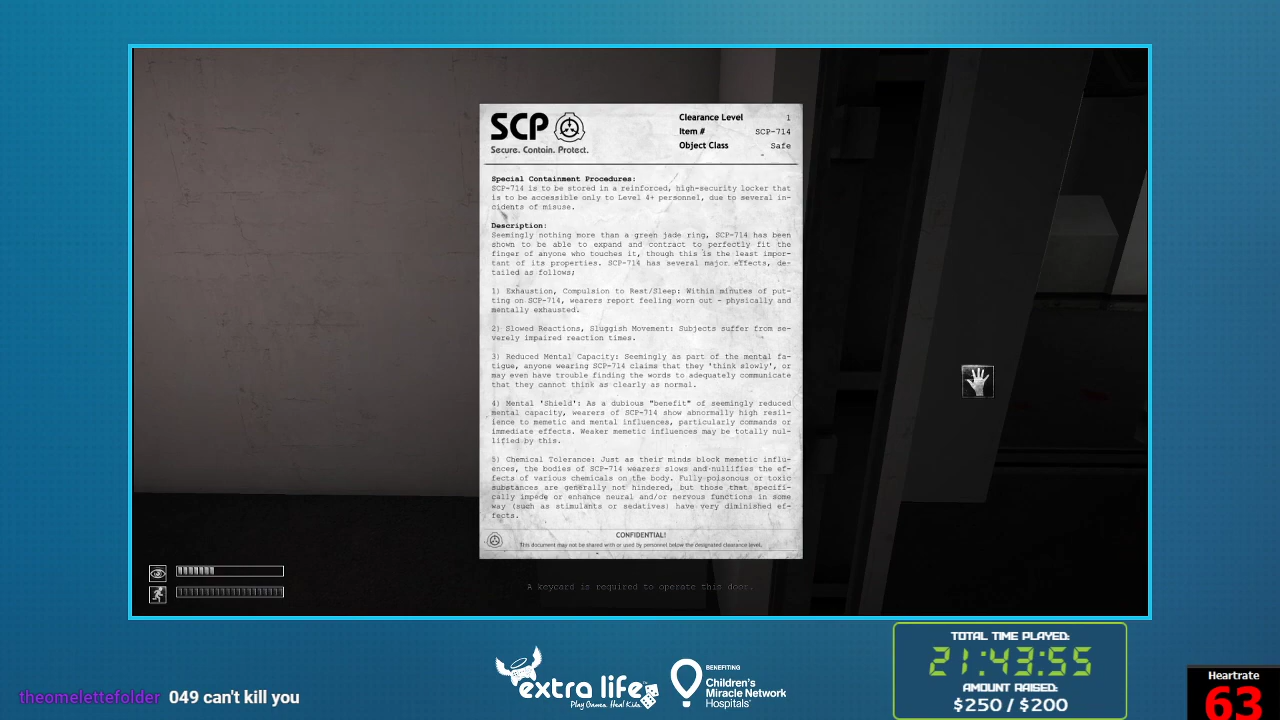 SCP
Secure. Contain. Protect.
Clearance Level 1
Item # SCP-714
Object Class Safe
Special Containment Procedures:
SCP-714 is to be stored in a reinforced, high-security locker that
is to be accessible only to Level 4+ personnel, due to several in-
cidents of misuse.
Description:
Seemingly nothing more than a green jade ring, SCP-714 has been
shown to be able to expand and contract to perfectly fit the
finger of anyone who touches it, though this is the least impor-
tant of its properties. SCP-714 has several major effects, de-
tailed as follows;
1) Exhaustion, Compulsion to Rest/Sleep: Within minutes of put-
ting on SCP-714, wearers report feeling worn out - physically and
mentally exhausted.
2) Slowed Reactions, Sluggish Movement: Subjects suffer from se-
verely impaired reaction times.
3) Reduced Mental Capacity: Seemingly as part of the mental fa-
tigue, anyone wearing SCP-714 claims that they 'think slowly', or
may even have trouble finding the words to adequately communicate
that they cannot think as clearly as normal.
4) Mental 'Shield': As a dubious "benefit" of seemingly reduced
mental capacity, wearers of SCP-714 show abnormally high resil-
ience to memetic and mental influences, particularly commands or
immediate effects. Weaker memetic influences may be totally nul-
lified by this.
5) Chemical Tolerance: Just as their minds block memetic influ-
ences, the bodies of SCP-714 wearers slows and nullifies the ef-
fects of various chemicals on the body. Fully poisonous or toxic
substances are generally not hindered, but those that specifi-
cally impede or enhance neural and/or nervous functions in some
way (such as stimulants or sedatives) have very diminished ef-
fects.
CONFIDENTIAL!
This document may not be shared with or used by personnel below the designated clearance level.
A keycard is required to operate this door.
theomelettefolder 049 can't kill you
extra life
Play Games. Heal Kids.
BENEFITING
Children's
Miracle Network
Hospitals
TOTAL TIME PLAYED:
21:43:55
AMOUNT RAISED:
$250 / $200
Heartrate
63